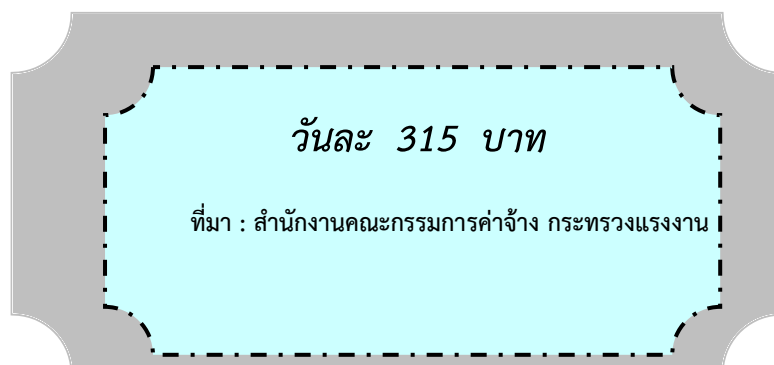 วันละ 315 บาท
ที่มา : สำนักงานคณะกรรมการค่าจ้าง กระทรวงแรงงาน